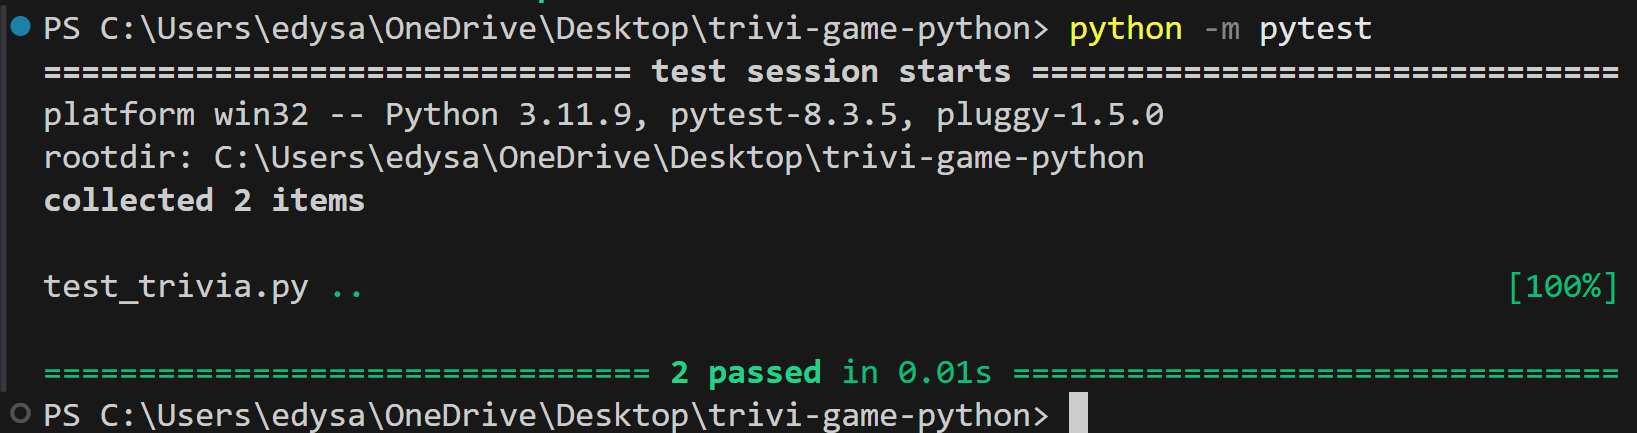 PS C:\Users\edysa\OneDrive\Desktop\trivi-game-python> python -m pytest
=============================== test session starts ===============================
platform win32 -- Python 3.11.9, pytest-8.3.5, pluggy-1.5.0
rootdir: C:\Users\edysa\OneDrive\Desktop\trivi-game-python
collected 2 items
test_trivia.py .. [100%]
================================ 2 passed in 0.01s ================================
PS C:\Users\edysa\OneDrive\Desktop\trivi-game-python>